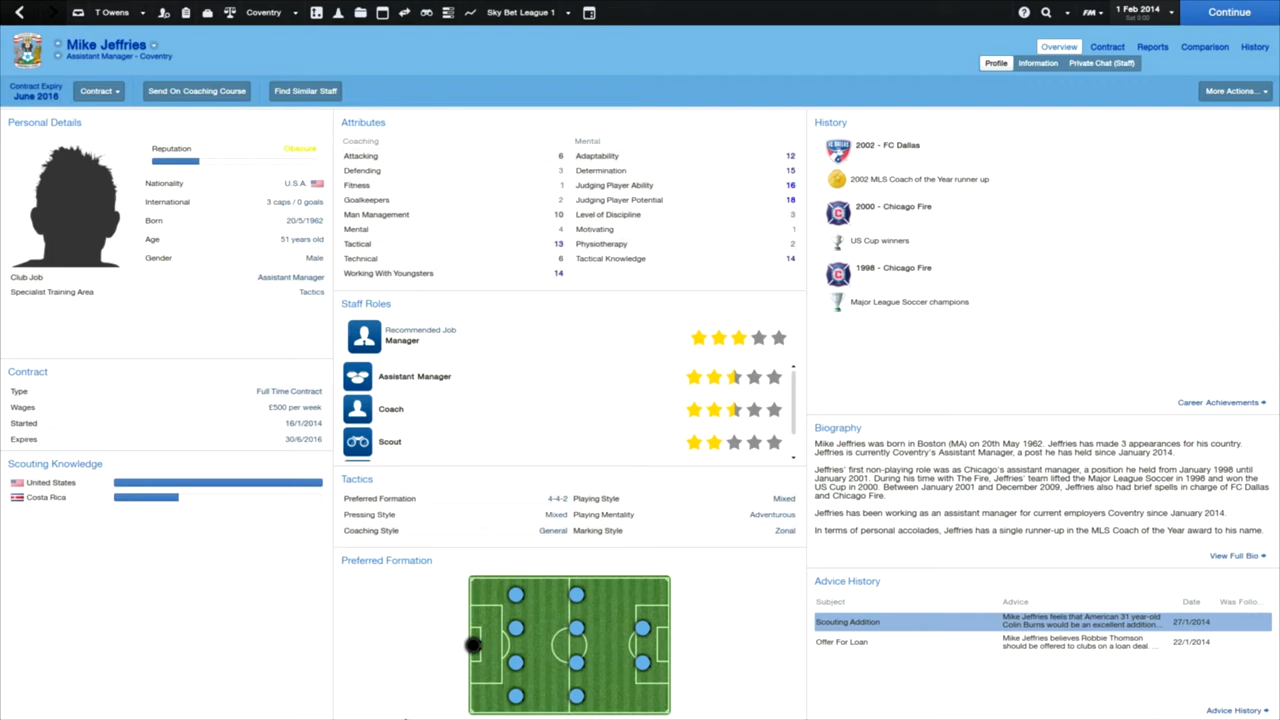 T Owens
Coventry
Sky Bet League 1
?
FM
1 Feb 2014
Sat 0:00
Continue
Mike Jeffries
Assistant Manager - Coventry
Overview
Contract
Reports
Comparison
History
Profile
Information
Private Chat (Staff)
Contract Expiry
June 2016
Contract
Send On Coaching Course
Find Similar Staff
More Actions...
Personal Details
Reputation Obscure
Nationality U.S.A.
International 3 caps / 0 goals
Born 20/5/1962
Age 51 years old
Gender Male
Club Job Assistant Manager
Specialist Training Area Tactics
Contract
Type Full Time Contract
Wages £500 per week
Started 16/1/2014
Expires 30/6/2016
Scouting Knowledge
United States
Costa Rica
Attributes
Coaching
Attacking 6
Defending 3
Fitness 1
Goalkeepers 2
Man Management 10
Mental 4
Tactical 13
Technical 6
Working With Youngsters 14
Mental
Adaptability 12
Determination 15
Judging Player Ability 16
Judging Player Potential 18
Level of Discipline 3
Motivating 1
Physiotherapy 2
Tactical Knowledge 14
Staff Roles
Recommended Job
Manager
Assistant Manager
Coach
Scout
Tactics
Preferred Formation 4-4-2 Playing Style Mixed
Pressing Style Mixed Playing Mentality Adventurous
Coaching Style General Marking Style Zonal
Preferred Formation
History
2002 - FC Dallas
2002 MLS Coach of the Year runner up
2000 - Chicago Fire
US Cup winners
1998 - Chicago Fire
Major League Soccer champions
Career Achievements
Biography
Mike Jeffries was born in Boston (MA) on 20th May 1962. Jeffries has made 3 appearances for his country.
Jeffries is currently Coventry's Assistant Manager, a post he has held since January 2014.
Jeffries' first non-playing role was as Chicago's assistant manager, a position he held from January 1998 until
January 2001. During his time with The Fire, Jeffries' team lifted the Major League Soccer in 1998 and won the
US Cup in 2000. Between January 2001 and December 2009, Jeffries also had brief spells in charge of FC Dallas
and Chicago Fire.
Jeffries has been working as an assistant manager for current employers Coventry since January 2014.
In terms of personal accolades, Jeffries has a single runner-up in the MLS Coach of the Year award to his name.
View Full Bio
Advice History
Subject Advice Date Was Follo...
Scouting Addition Mike Jeffries feels that American 31 year-old
Colin Burns would be an excellent addition... 27/1/2014
Offer For Loan Mike Jeffries believes Robbie Thomson
should be offered to clubs on a loan deal. ... 22/1/2014
Advice History